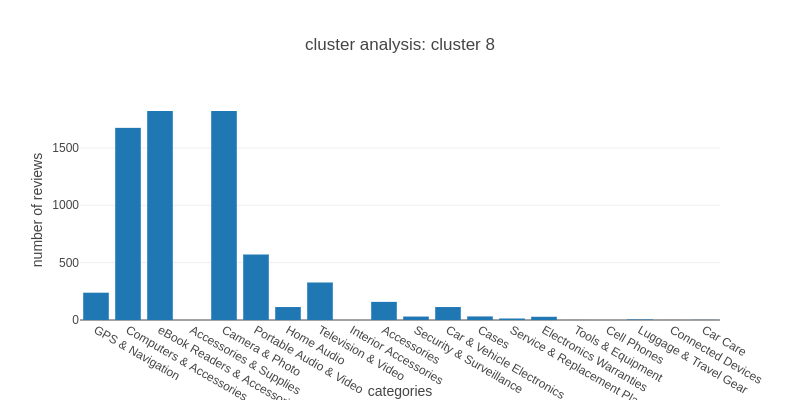 cluster analysis: cluster 8
number of reviews
1500
1000
500
0
GPS & Navigation
Computers & Accessories
eBook Readers & Accessor
Accessories & Supplies
Camera & Photo
Portable Audio & Video
Home Audio
Television & Video
Interior Accessories
Accessories
Security & Surveillance
Car & Vehicle Electronics
Cases
Service & Replacement Pla
Electronics Warranties
Tools & Equipment
Cell Phones
Luggage & Travel Gear
Connected Devices
Car Care
categories